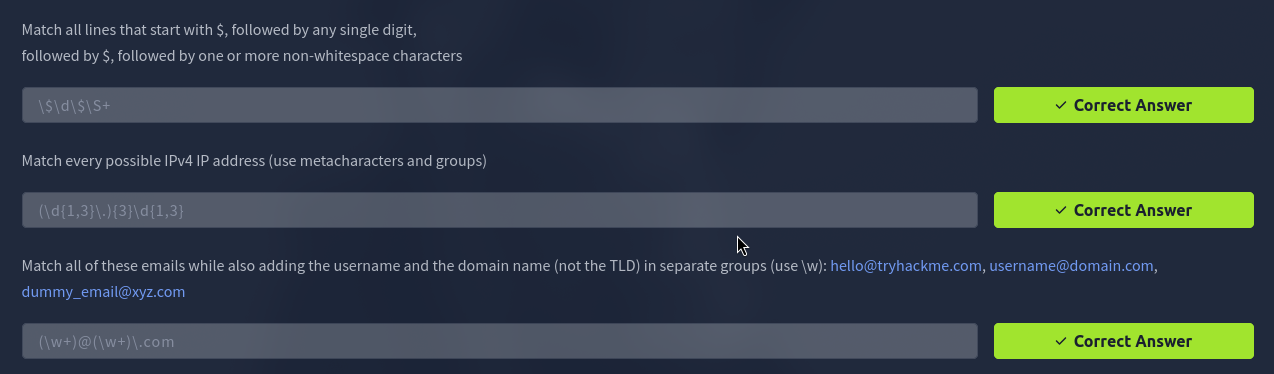 Match all lines that start with $, followed by any single digit,
followed by $, followed by one or more non-whitespace characters
\$\d\$\S+
✓ Correct Answer
Match every possible IPv4 IP address (use metacharacters and groups)
(\d{1,3}\.){3}\d{1,3}
✓ Correct Answer
Match all of these emails while also adding the username and the domain name (not the TLD) in separate groups (use \w): hello@tryhackme.com, username@domain.com,
dummy_email@xyz.com
(\w+)@(\w+)\.com
✓ Correct Answer